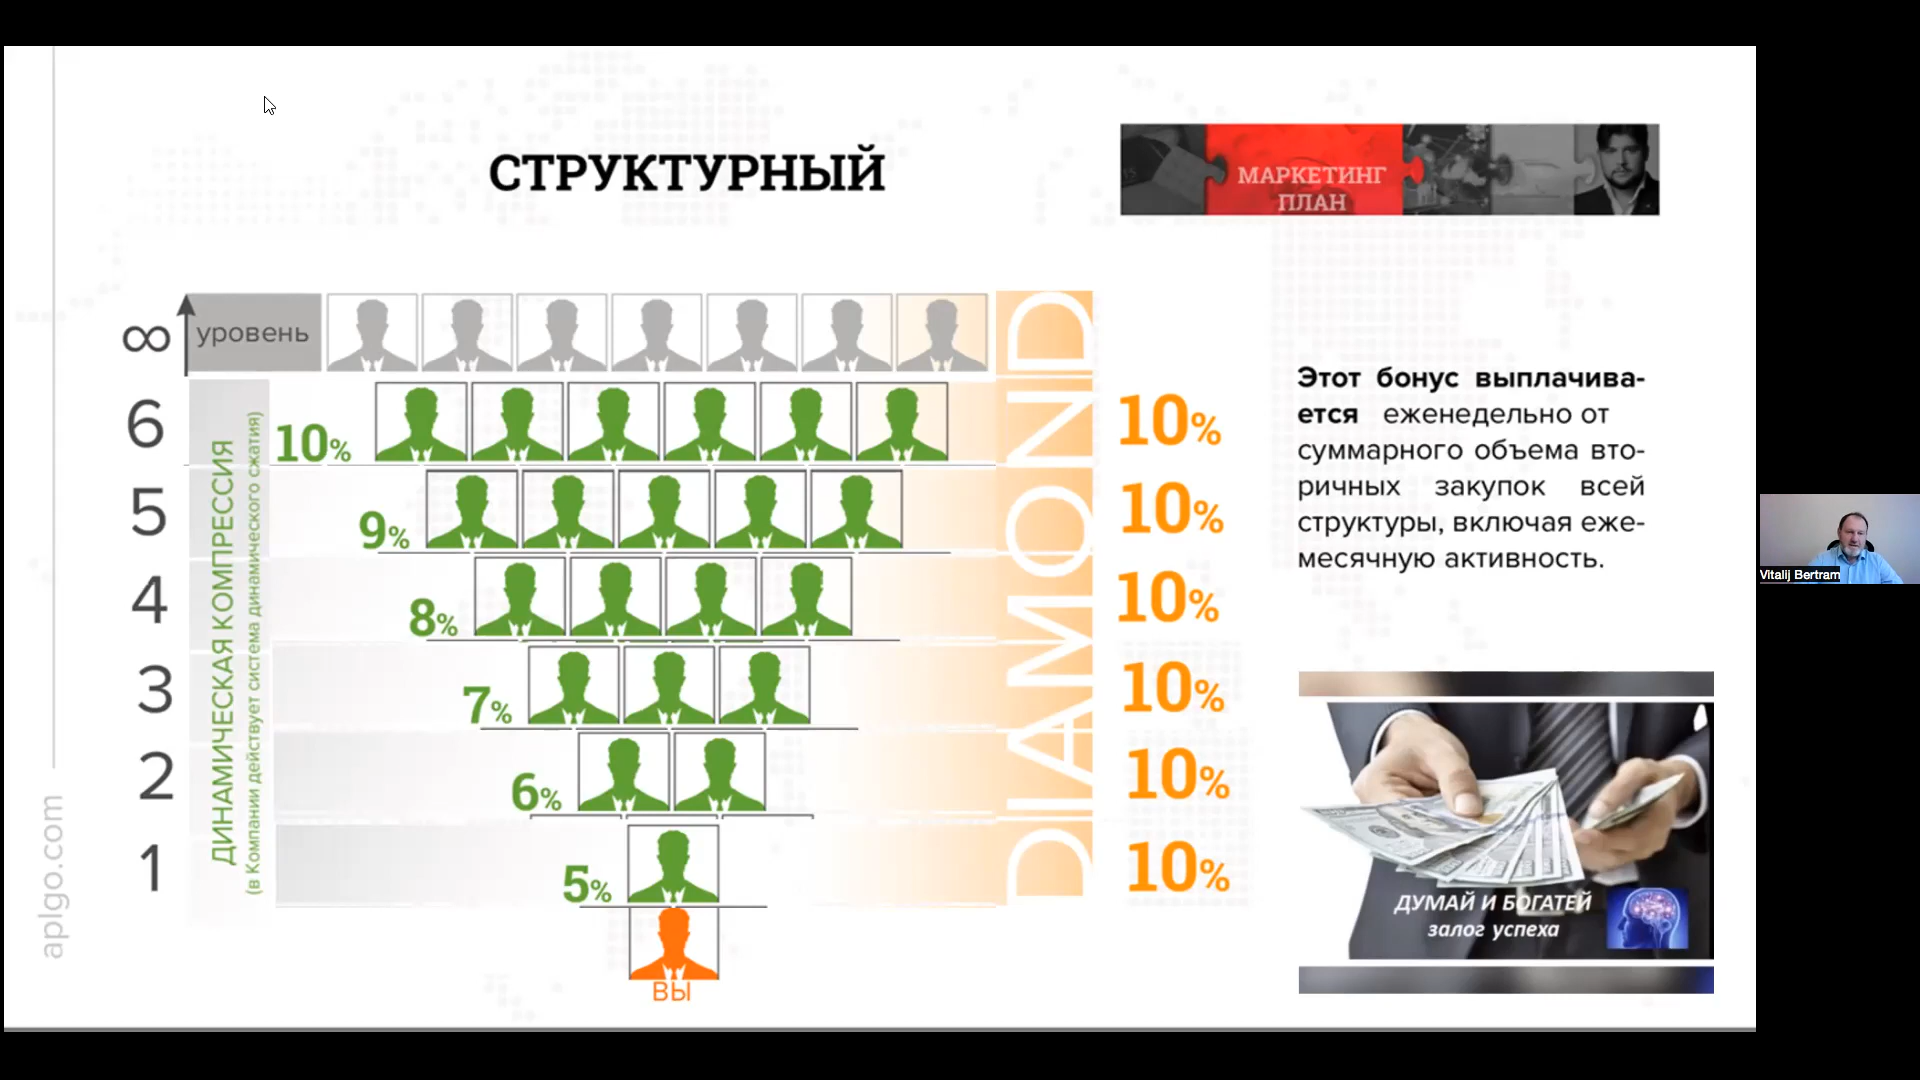 СТРУКТУРНЫЙ
МАРКЕТИНГ
ПЛАН
∞
уровень
6
10%
10%
5
9%
10%
4
8%
10%
3
7%
10%
2
6%
10%
1
5%
10%
ВЫ
ДИНАМИЧЕСКАЯ КОМПРЕССИЯ
(в Компании действует система динамического сжатия)
DIAMOND
Этот бонус выплачива-
ется еженедельно от
суммарного объема вто-
ричных закупок всей
структуры, включая еже-
месячную активность.
ДУМАЙ И БОГАТЕЙ
залог успеха
aplgo.com
Vitalij Bertram